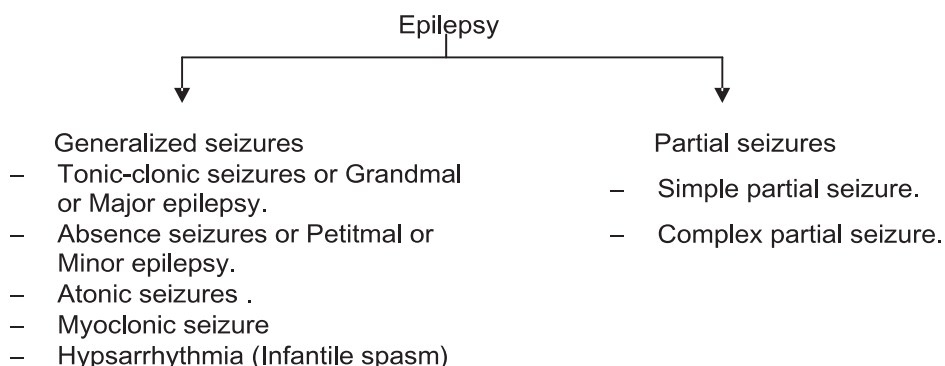 Epilepsy
Generalized seizures
– Tonic-clonic seizures or Grandmal
or Major epilepsy.
– Absence seizures or Petitmal or
Minor epilepsy.
– Atonic seizures .
– Myoclonic seizure
– Hypsarrhythmia (Infantile spasm)
Partial seizures
– Simple partial seizure.
– Complex partial seizure.